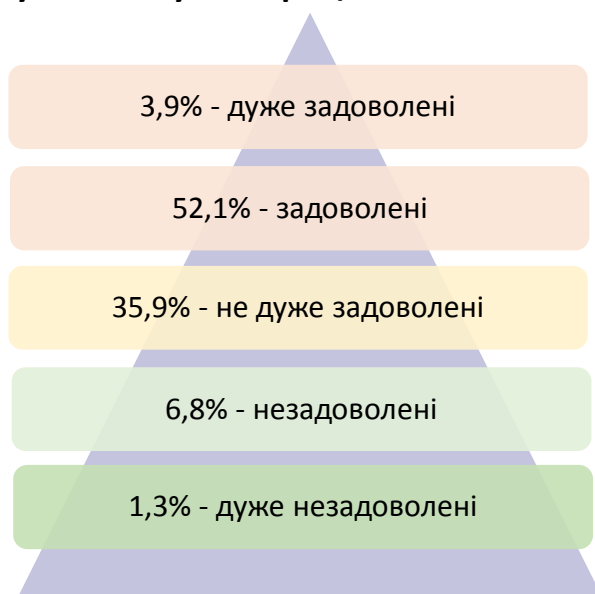 3,9% - дуже задоволені
52,1% - задоволені
35,9% - не дуже задоволені
6,8% - незадоволені
1,3% - дуже незадоволені